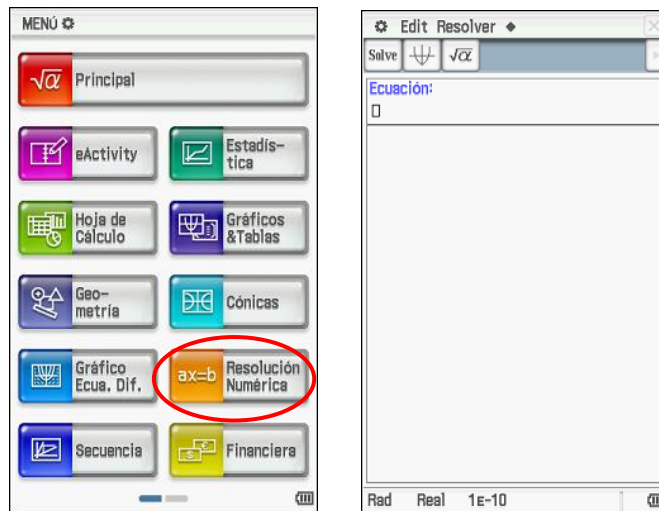 MENÚ
√α Principal
eActivity
Estadís-
tica
Hoja de
Cálculo
Gráficos
&Tablas
Geo-
metría
Cónicas
Gráfico
Ecua. Dif.
ax=b
Resolución
Numérica
Secuencia
Financiera
Edit Resolver
Solve √α
Ecuación:
Rad Real 1E-10